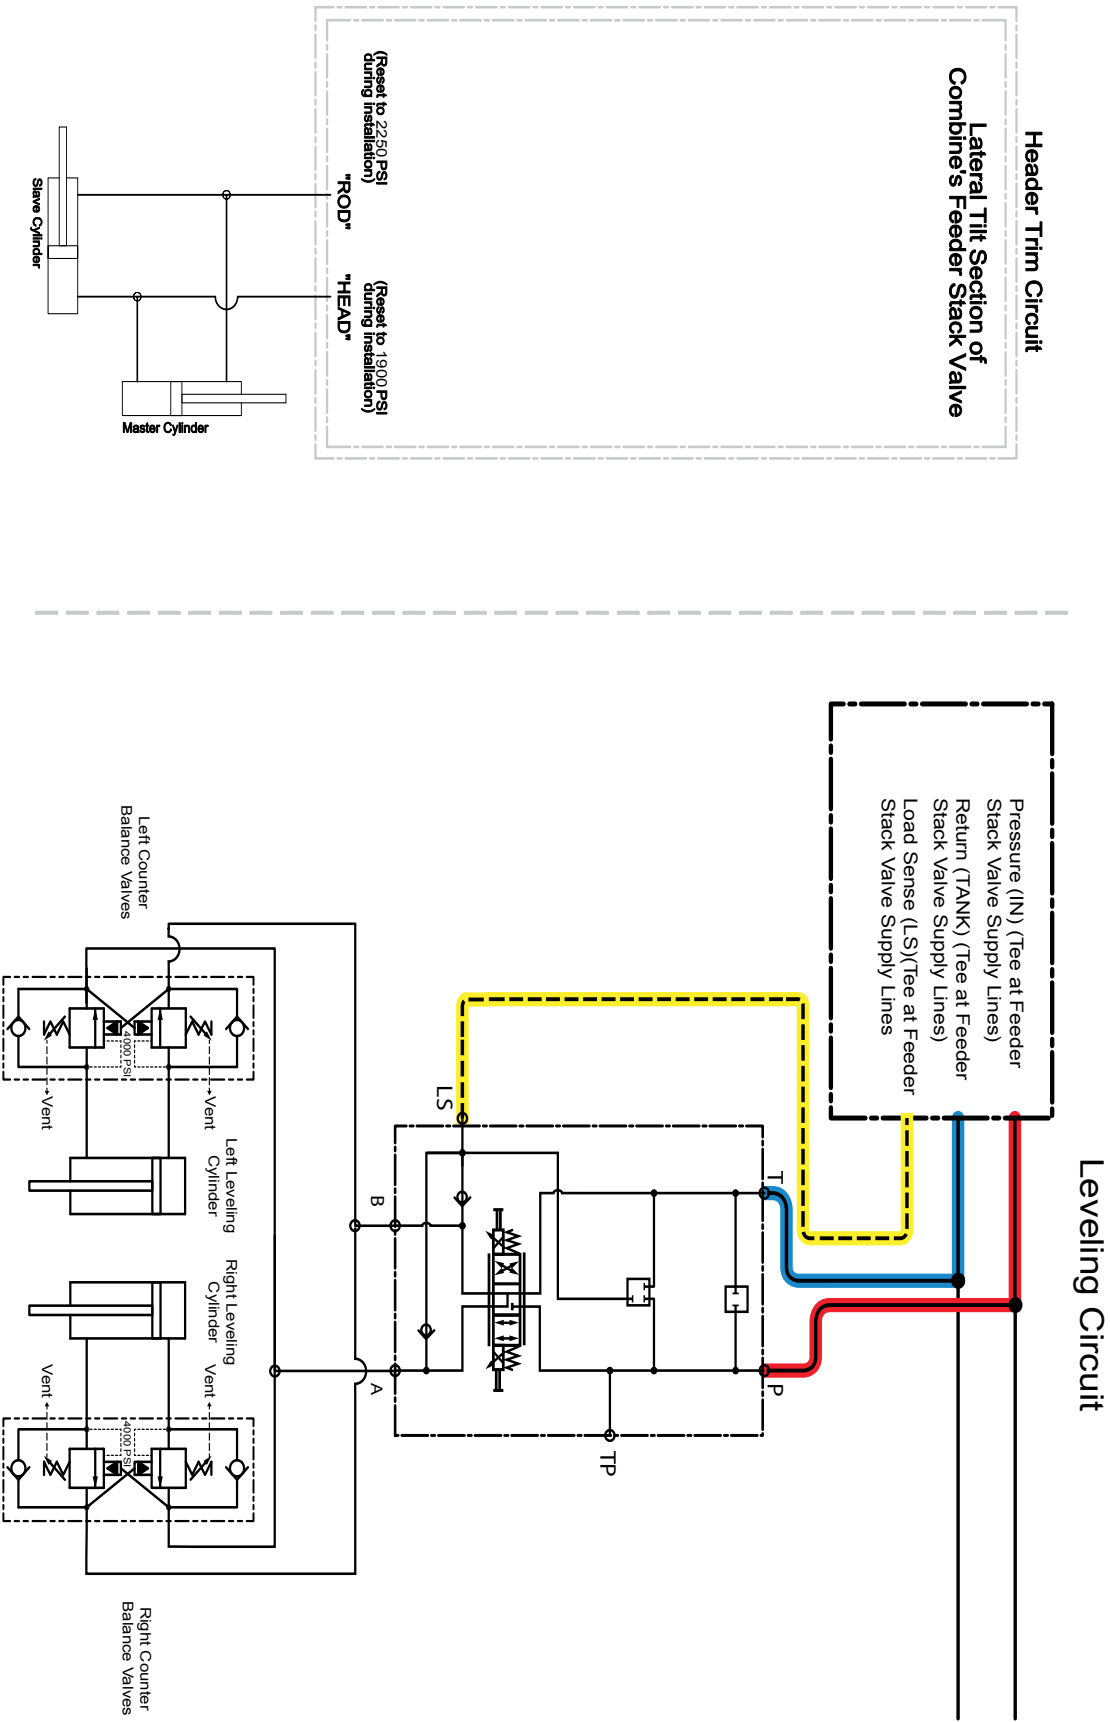 Header Trim Circuit
Lateral Tilt Section of
Combine's Feeder Stack Valve
(Reset to 2250 PSI
during installation)
(Reset to 1900 PSI
during installation)
"ROD"
"HEAD"
Slave Cylinder
Master Cylinder
Leveling Circuit
Pressure (IN) (Tee at Feeder
Stack Valve Supply Lines)
Return (TANK) (Tee at Feeder
Stack Valve Supply Lines)
Load Sense (LS)(Tee at Feeder
Stack Valve Supply Lines
T
P
TP
LS
B
A
Left Counter
Balance Valves
4000 PSI
Vent
Vent
Left Leveling
Cylinder
Right Leveling
Cylinder
Vent
Vent
4000 PSI
Right Counter
Balance Valves